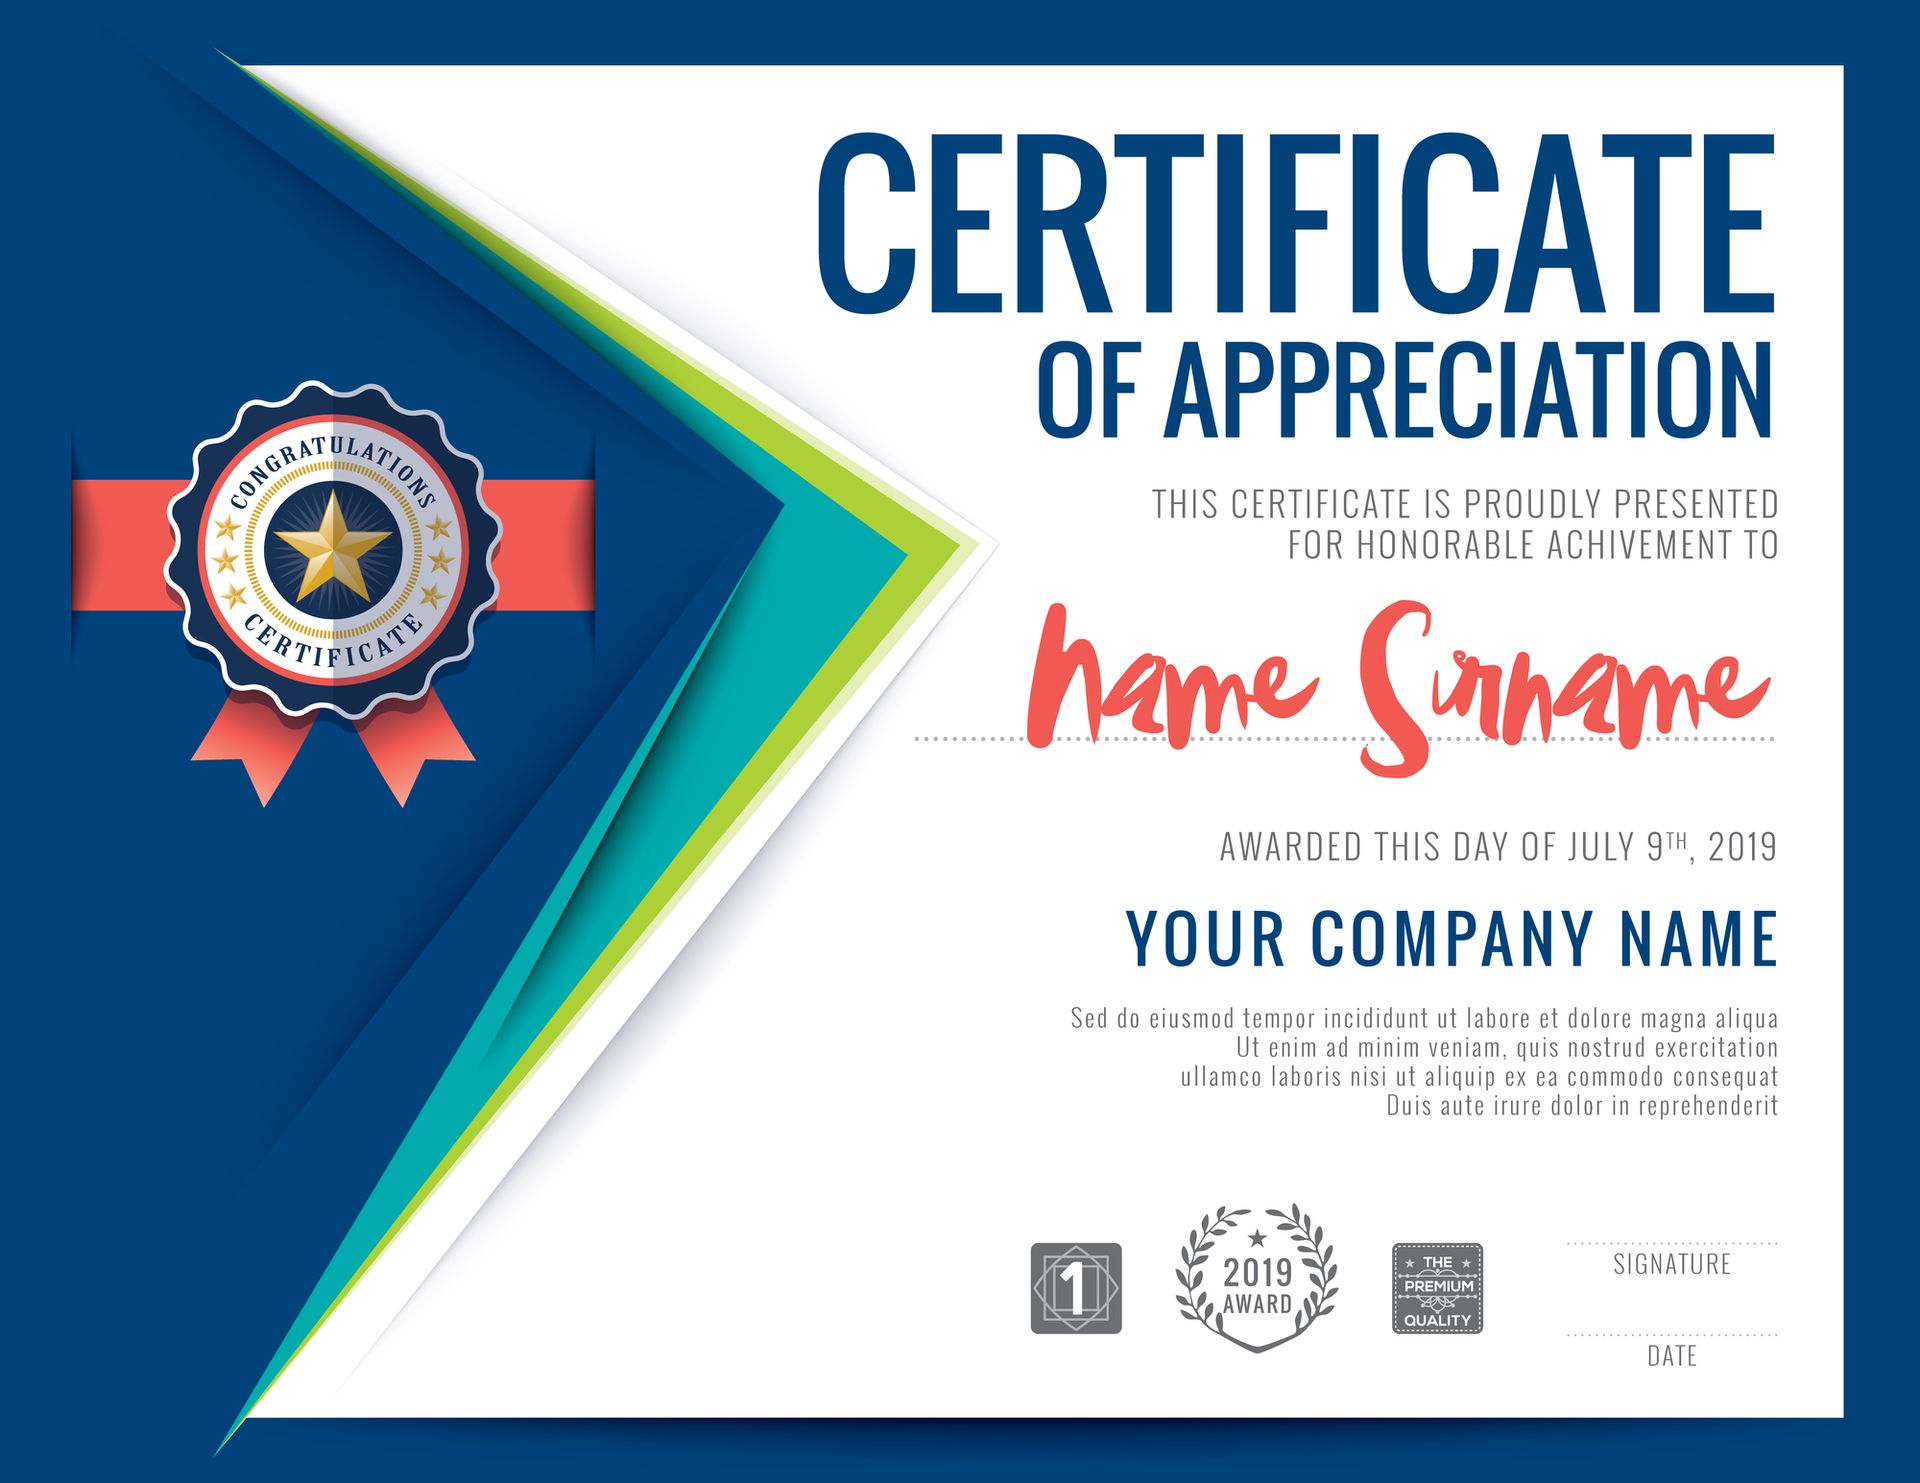 CERTIFICATE
OF APPRECIATION
THIS CERTIFICATE IS PROUDLY PRESENTED
FOR HONORABLE ACHIVEMENT TO
Name Surname
AWARDED THIS DAY OF JULY 9TH, 2019
YOUR COMPANY NAME
Sed do eiusmod tempor incididunt ut labore et dolore magna aliqua
Ut enim ad minim veniam, quis nostrud exercitation
ullamco laboris nisi ut aliquip ex ea commodo consequat
Duis aute irure dolor in reprehenderit
CONGRATULATIONS
CERTIFICATE
1
2019
AWARD
THE
PREMIUM
QUALITY
SIGNATURE
DATE